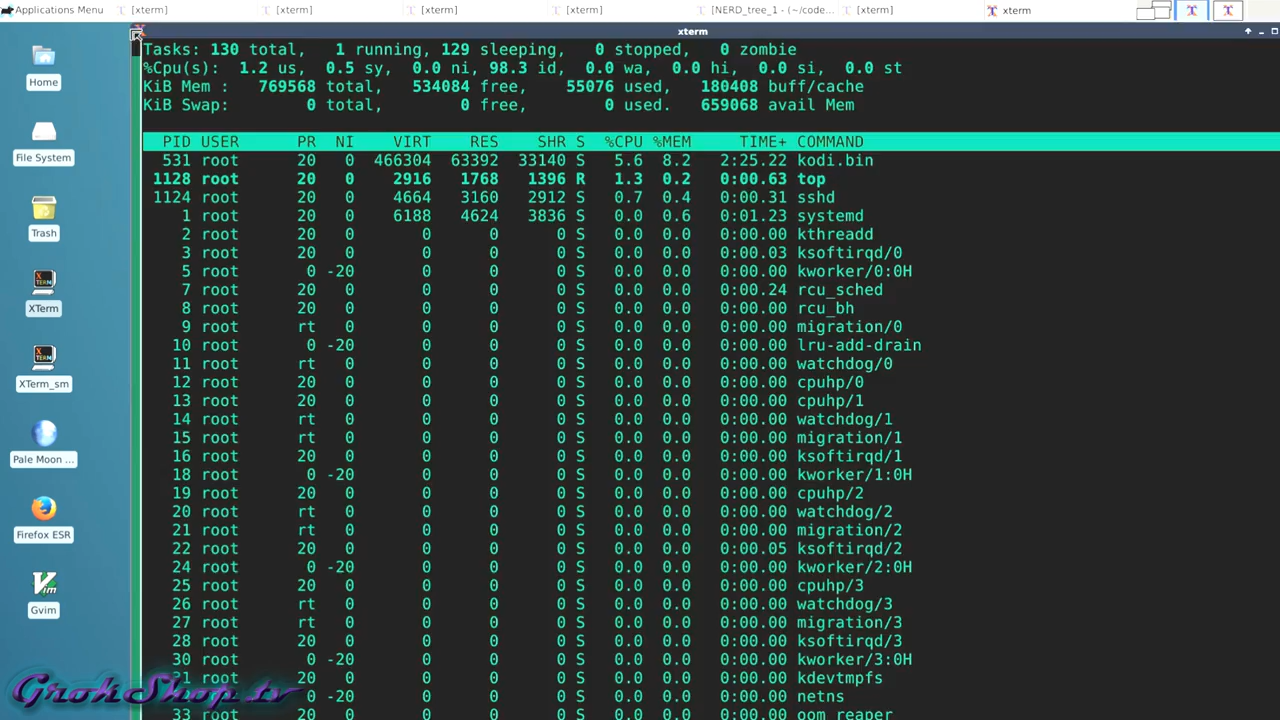 Applications Menu [xterm] [xterm] [xterm] [xterm] [NERD_tree_1 - (~/code... [xterm] xterm
xterm
Home
File System
Trash
XTerm
XTerm_sm
Pale Moon ...
Firefox ESR
Gvim
Tasks: 130 total, 1 running, 129 sleeping, 0 stopped, 0 zombie
%Cpu(s): 1.2 us, 0.5 sy, 0.0 ni, 98.3 id, 0.0 wa, 0.0 hi, 0.0 si, 0.0 st
KiB Mem : 769568 total, 534084 free, 55076 used, 180408 buff/cache
KiB Swap: 0 total, 0 free, 0 used. 659068 avail Mem
PID USER PR NI VIRT RES SHR S %CPU %MEM TIME+ COMMAND
531 root 20 0 466304 63392 33140 S 5.6 8.2 2:25.22 kodi.bin
1128 root 20 0 2916 1768 1396 R 1.3 0.2 0:00.63 top
1124 root 20 0 4664 3160 2912 S 0.7 0.4 0:00.31 sshd
1 root 20 0 6188 4624 3836 S 0.0 0.6 0:01.23 systemd
2 root 20 0 0 0 0 S 0.0 0.0 0:00.00 kthreadd
3 root 20 0 0 0 0 S 0.0 0.0 0:00.03 ksoftirqd/0
5 root 0 -20 0 0 0 S 0.0 0.0 0:00.00 kworker/0:0H
7 root 20 0 0 0 0 S 0.0 0.0 0:00.24 rcu_sched
8 root 20 0 0 0 0 S 0.0 0.0 0:00.00 rcu_bh
9 root rt 0 0 0 0 S 0.0 0.0 0:00.00 migration/0
10 root 0 -20 0 0 0 S 0.0 0.0 0:00.00 lru-add-drain
11 root rt 0 0 0 0 S 0.0 0.0 0:00.00 watchdog/0
12 root 20 0 0 0 0 S 0.0 0.0 0:00.00 cpuhp/0
13 root 20 0 0 0 0 S 0.0 0.0 0:00.00 cpuhp/1
14 root rt 0 0 0 0 S 0.0 0.0 0:00.00 watchdog/1
15 root rt 0 0 0 0 S 0.0 0.0 0:00.00 migration/1
16 root 20 0 0 0 0 S 0.0 0.0 0:00.00 ksoftirqd/1
18 root 0 -20 0 0 0 S 0.0 0.0 0:00.00 kworker/1:0H
19 root 20 0 0 0 0 S 0.0 0.0 0:00.00 cpuhp/2
20 root rt 0 0 0 0 S 0.0 0.0 0:00.00 watchdog/2
21 root rt 0 0 0 0 S 0.0 0.0 0:00.00 migration/2
22 root 20 0 0 0 0 S 0.0 0.0 0:00.05 ksoftirqd/2
24 root 0 -20 0 0 0 S 0.0 0.0 0:00.00 kworker/2:0H
25 root 20 0 0 0 0 S 0.0 0.0 0:00.00 cpuhp/3
26 root rt 0 0 0 0 S 0.0 0.0 0:00.00 watchdog/3
27 root rt 0 0 0 0 S 0.0 0.0 0:00.00 migration/3
28 root 20 0 0 0 0 S 0.0 0.0 0:00.00 ksoftirqd/3
30 root 0 -20 0 0 0 S 0.0 0.0 0:00.00 kworker/3:0H
31 root 20 0 0 0 0 S 0.0 0.0 0:00.00 kdevtmpfs
root 0 -20 0 0 0 S 0.0 0.0 0:00.00 netns
33 root 20 0 0 0 0 S 0.0 0.0 0:00.00 oom_reaper
GrokShop tv